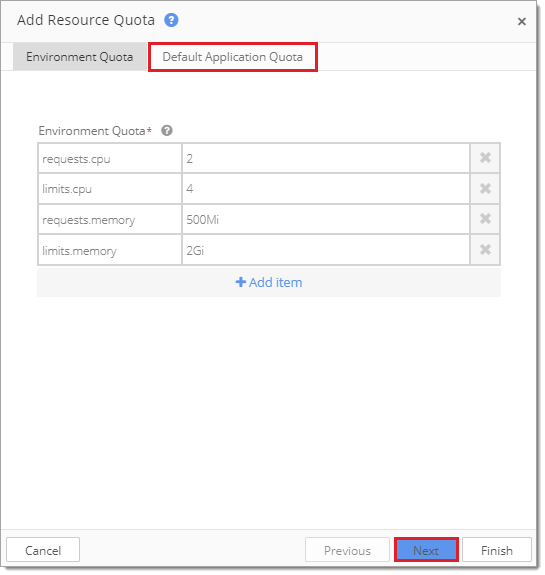 Add Resource Quota ?
Environment Quota Default Application Quota
Environment Quota* ?
requests.cpu 2
limits.cpu 4
requests.memory 500Mi
limits.memory 2Gi
+ Add item
Cancel Previous Next Finish